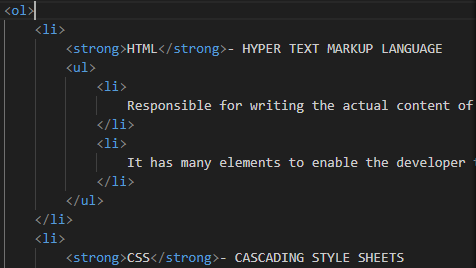 <ol>
<li>
<strong>HTML</strong>- HYPER TEXT MARKUP LANGUAGE
<ul>
<li>
Responsible for writing the actual content of
</li>
<li>
It has many elements to enable the developer
</li>
</ul>
</li>
<li>
<strong>CSS</strong>- CASCADING STYLE SHEETS